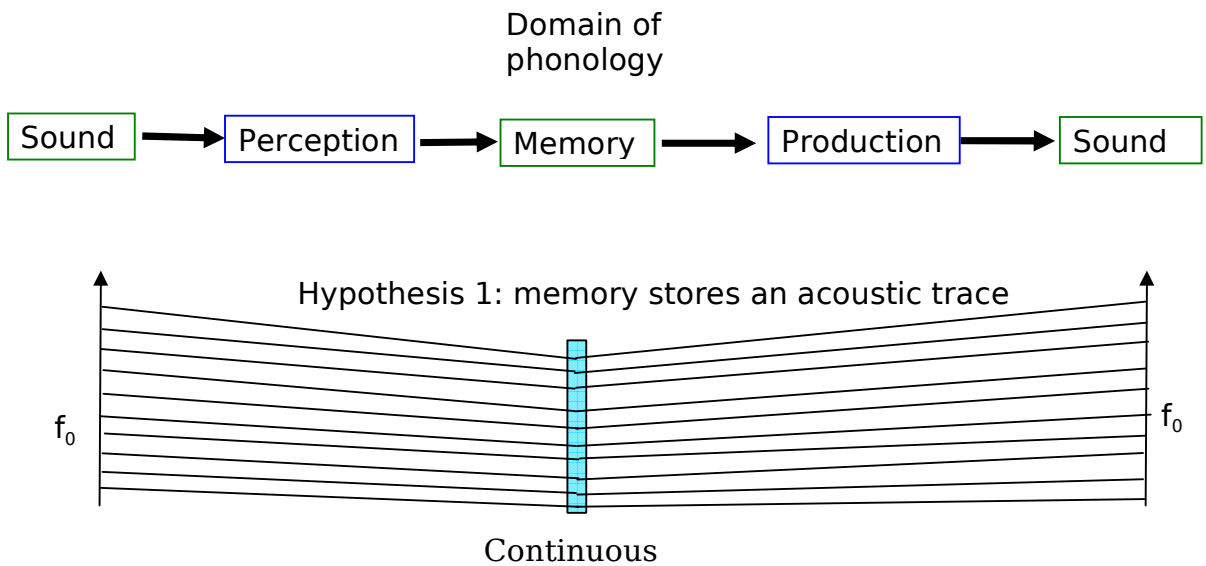 Domain of
phonology
Sound Perception Memory Production Sound
Hypothesis 1: memory stores an acoustic trace
f₀ f₀
Continuous